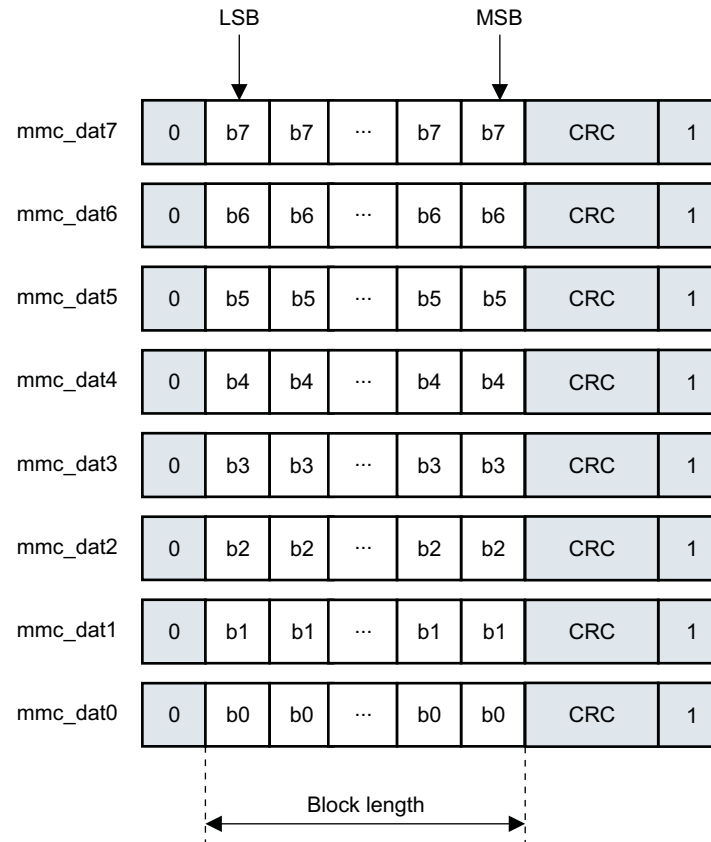 LSB MSB
mmc_dat7 0 b7 b7 ... b7 b7 CRC 1
mmc_dat6 0 b6 b6 ... b6 b6 CRC 1
mmc_dat5 0 b5 b5 ... b5 b5 CRC 1
mmc_dat4 0 b4 b4 ... b4 b4 CRC 1
mmc_dat3 0 b3 b3 ... b3 b3 CRC 1
mmc_dat2 0 b2 b2 ... b2 b2 CRC 1
mmc_dat1 0 b1 b1 ... b1 b1 CRC 1
mmc_dat0 0 b0 b0 ... b0 b0 CRC 1
Block length